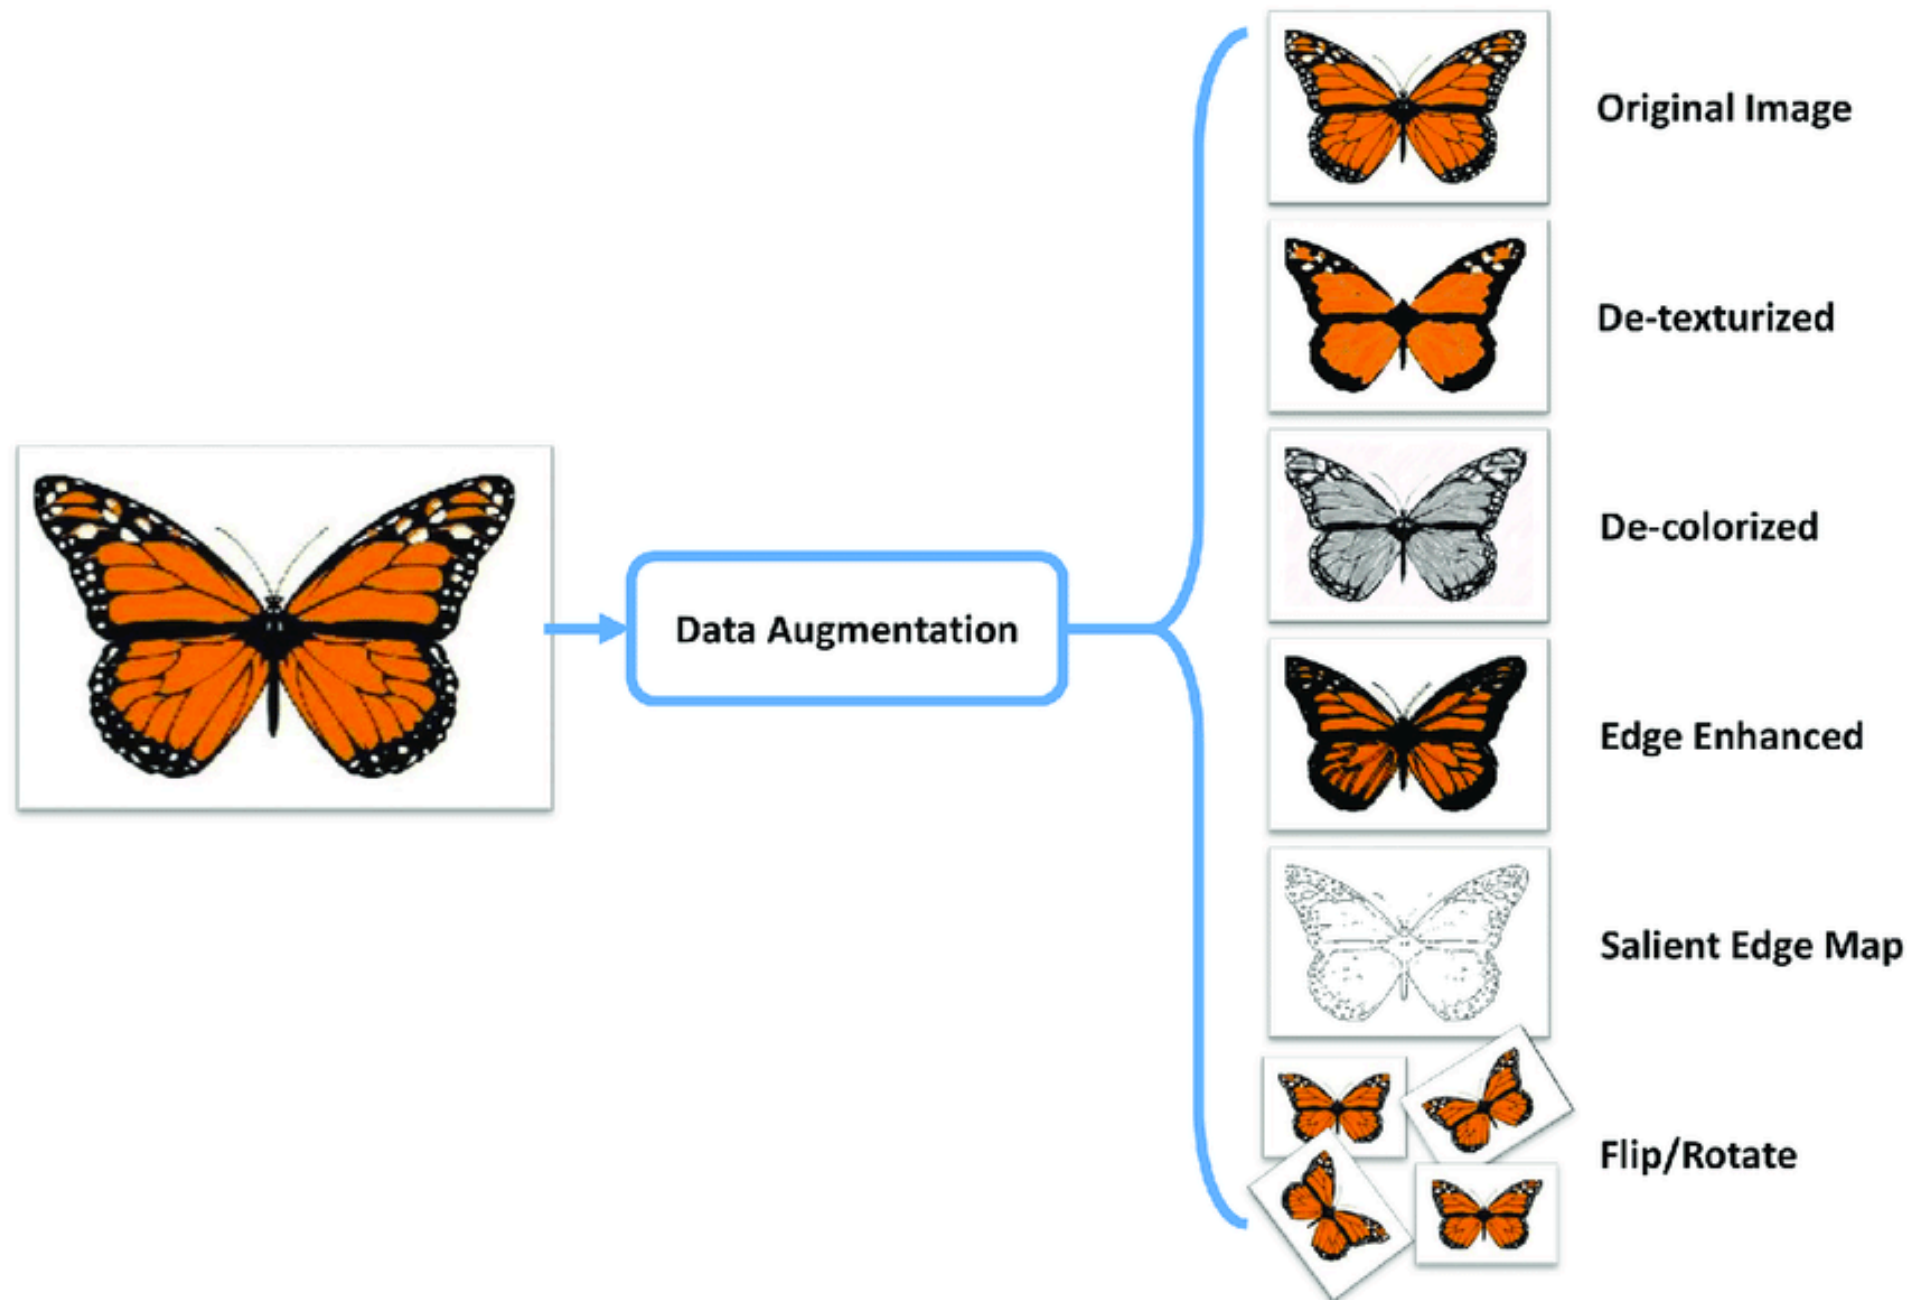 Original Image
De-texturized
De-colorized
Data Augmentation
Edge Enhanced
Salient Edge Map
Flip/Rotate